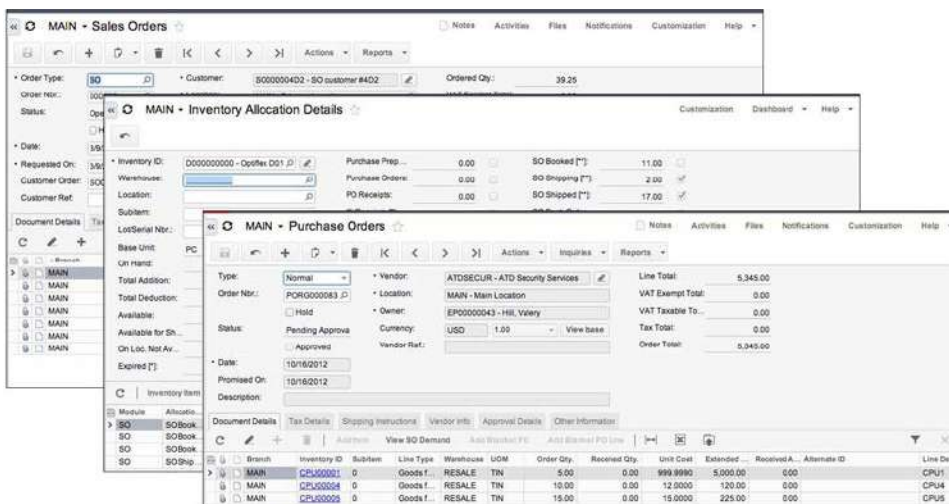 MAIN - Sales Orders
Notes Activities Files Notifications Customization Help
Actions Reports
Order Type: SO
Customer: SO000004D2 - SO customer #4D2
Ordered Qty.: 39.25
Order Nbr.:
Status:
Date:
Requested On:
Customer Order:
Customer Ref.
Document Details
Branch
MAIN
MAIN
MAIN
MAIN
MAIN
MAIN
MAIN
MAIN - Inventory Allocation Details
Customization Dashboard Help
Inventory ID: D000000000 - Optiflex D01
Purchase Prep... 0.00
SO Booked [**]: 11.00
Warehouse:
Purchase Orders: 0.00
SO Shipping [**]: 2.00
Location:
PO Receipts: 0.00
SO Shipped [**]: 17.00
Subitem:
Lot/Serial Nbr.:
Base Unit: PC
On Hand:
Total Addition:
Total Deduction:
Available:
Available for Sh...
On Loc. Not Av...
Expired [*]:
Inventory Item
Module Allocatio...
SO SOBook
SO SOBook
SO SOBook
SO SOShip
MAIN - Purchase Orders
Notes Activities Files Notifications Customization Help
Actions Inquiries Reports
Type: Normal
Vendor: ATDSECUR - ATD Security Services
Line Total: 5,345.00
Order Nbr.: PORG000083
Location: MAIN - Main Location
VAT Exempt Total: 0.00
Hold
Owner: EP00000043 - Hill, Valery
VAT Taxable To... 0.00
Status: Pending Approva
Currency: USD 1.00 View base
Tax Total: 0.00
Approved
Vendor Ref.:
Order Total: 5,345.00
Date: 10/16/2012
Promised On: 10/16/2012
Description:
Document Details Tax Details Shipping Instructions Vendor Info Approval Details Other Information
Add Item View SO Demand Add Blanket PO Add Blanket PO Line
Branch Inventory ID Subitem Line Type Warehouse UOM Order Qty. Received Qty. Unit Cost Extended Received A... Alternate ID Line De
MAIN CPU00001 0 Goods f... RESALE TIN 5.00 0.00 999.9990 5,000.00 0.00 CPU1
MAIN CPU00004 0 Goods f... RESALE TIN 10.00 0.00 12.0000 120.00 0.00 CPU4
MAIN CPU00005 0 Goods f... RESALE TIN 15.00 0.00 15.0000 225.00 0.00 CPU5